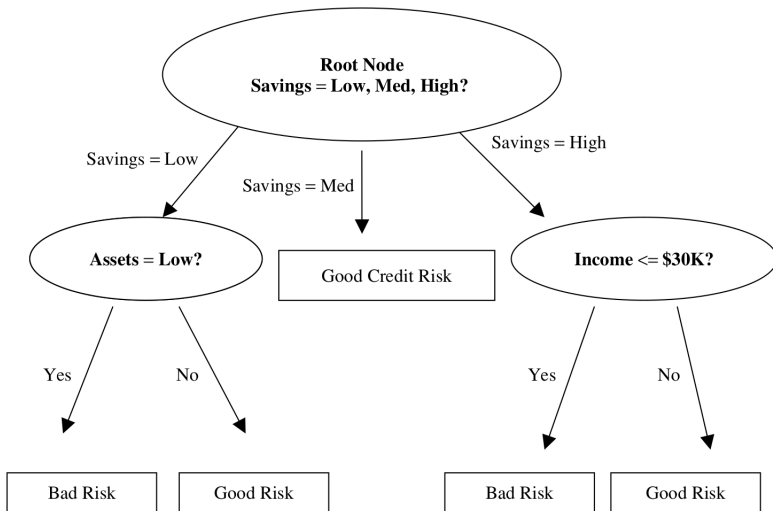 Root Node
Savings = Low, Med, High?
Savings = Low
Savings = Med
Savings = High
Assets = Low?
Good Credit Risk
Income <= $30K?
Yes
No
Yes
No
Bad Risk
Good Risk
Bad Risk
Good Risk